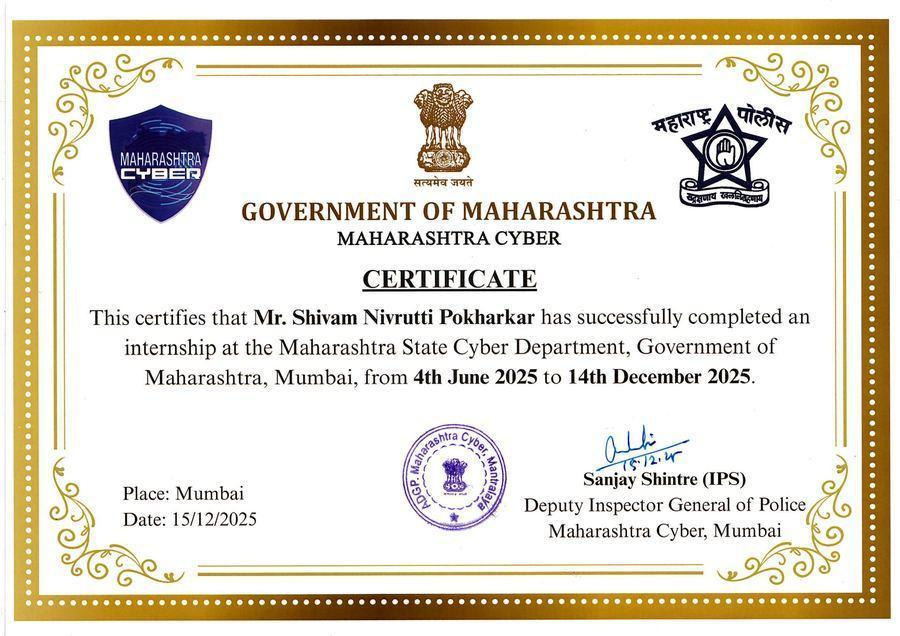 MAHARASHTRA
CYBER
सत्यमेव जयते
महाराष्ट्र पोलीस
सद्रक्षणाय खलनिग्रहणाय
GOVERNMENT OF MAHARASHTRA
MAHARASHTRA CYBER
CERTIFICATE
This certifies that Mr. Shivam Nivrutti Pokharkar has successfully completed an
internship at the Maharashtra State Cyber Department, Government of
Maharashtra, Mumbai, from 4th June 2025 to 14th December 2025.
ADGP, Maharashtra Cyber, Mantralaya
15.12.25
Sanjay Shintre (IPS)
Deputy Inspector General of Police
Maharashtra Cyber, Mumbai
Place: Mumbai
Date: 15/12/2025